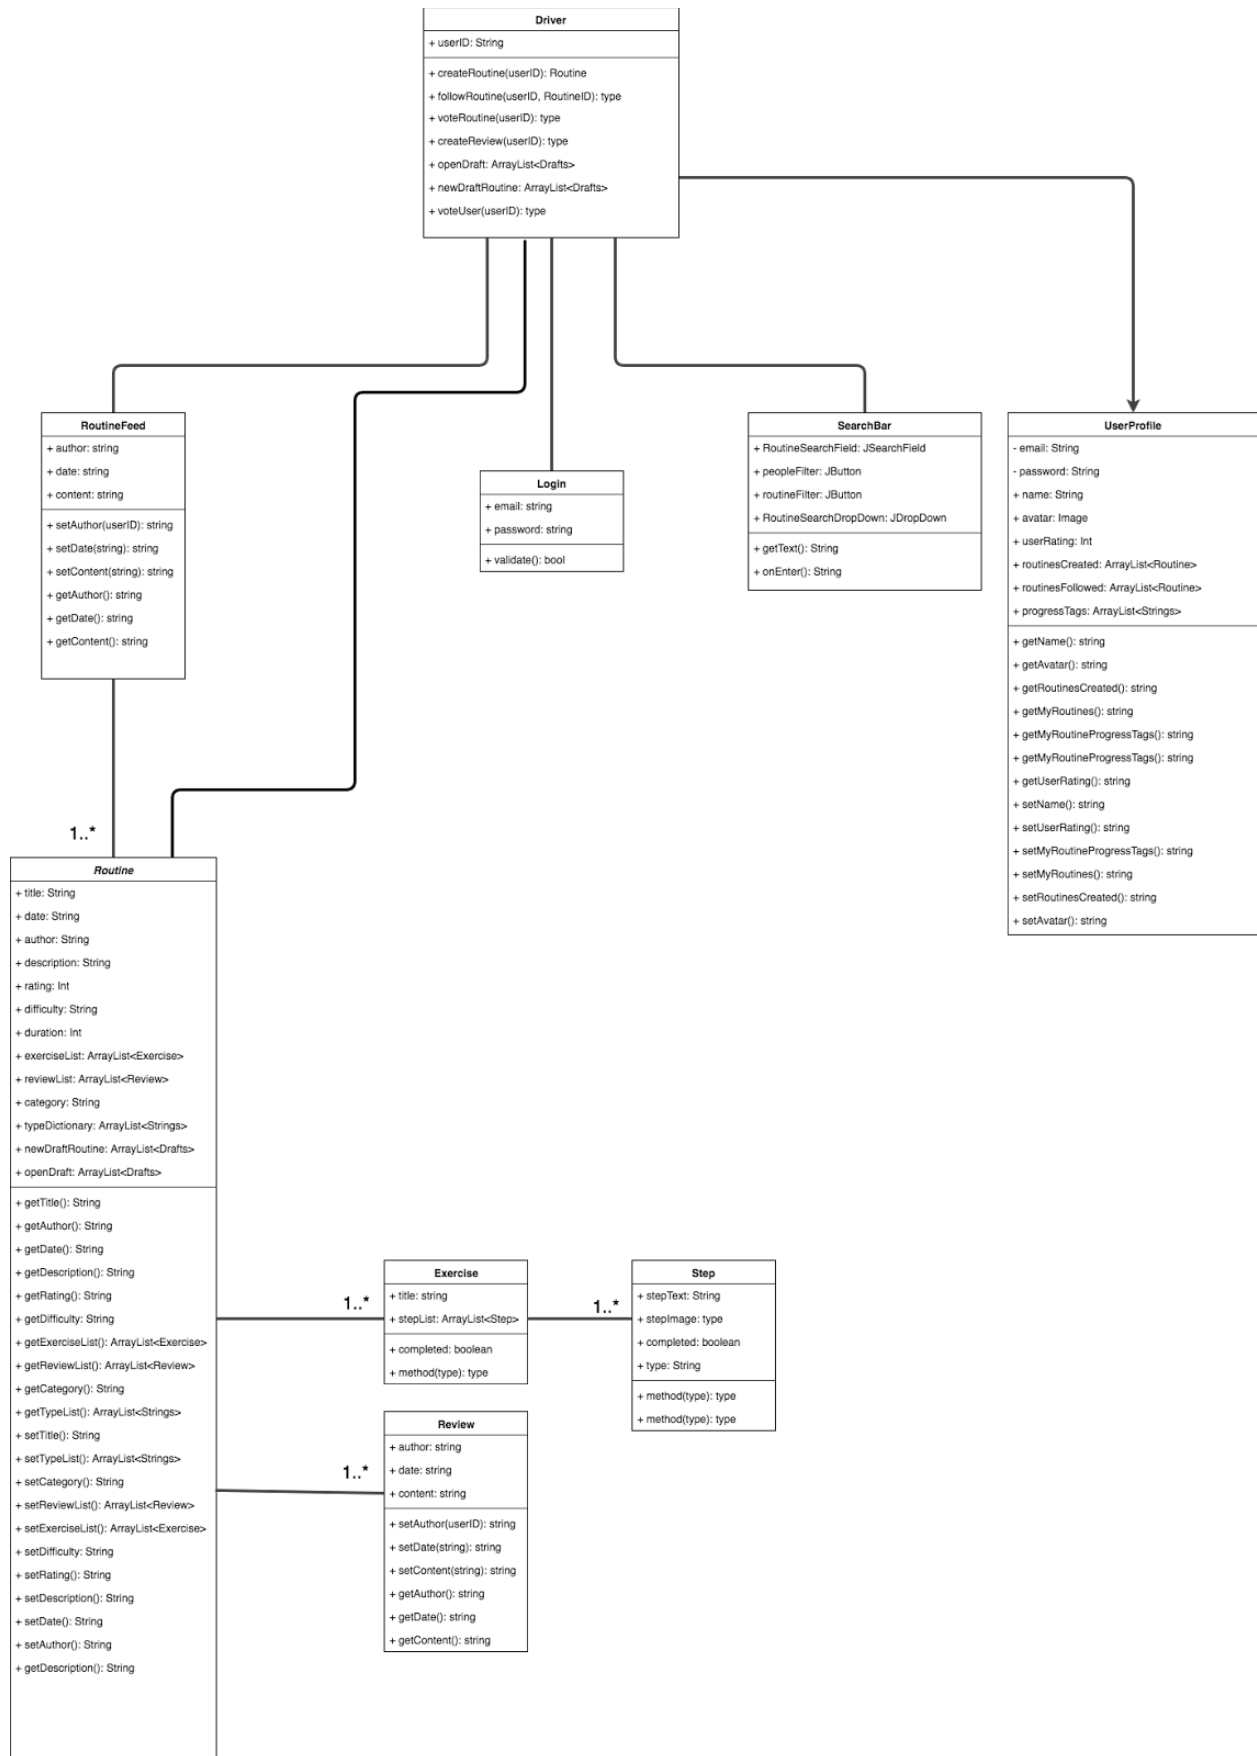 Driver
+ userID: String
+ createRoutine(userID): Routine
+ followRoutine(userID, RoutineID): type
+ voteRoutine(userID): type
+ createReview(userID): type
+ openDraft: ArrayList<Drafts>
+ newDraftRoutine: ArrayList<Drafts>
+ voteUser(userID): type
RoutineFeed
+ author: string
+ date: string
+ content: string
+ setAuthor(userID): string
+ setDate(string): string
+ setContent(string): string
+ getAuthor(): string
+ getDate(): string
+ getContent(): string
Login
+ email: string
+ password: string
+ validate(): bool
SearchBar
+ RoutineSearchField: JSearchField
+ peopleFilter: JButton
+ routineFilter: JButton
+ RoutineSearchDropDown: JDropDown
+ getText(): String
+ onEnter(): String
UserProfile
- email: String
- password: String
+ name: String
+ avatar: Image
+ userRating: Int
+ routinesCreated: ArrayList<Routine>
+ routinesFollowed: ArrayList<Routine>
+ progressTags: ArrayList<Strings>
+ getName(): string
+ getAvatar(): string
+ getRoutinesCreated(): string
+ getMyRoutines(): string
+ getMyRoutineProgressTags(): string
+ getMyRoutineProgressTags(): string
+ getUserRating(): string
+ setName(): string
+ setUserRating(): string
+ setMyRoutineProgressTags(): string
+ setMyRoutines(): string
+ setRoutinesCreated(): string
+ setAvatar(): string
1..*
Routine
+ title: String
+ date: String
+ author: String
+ description: String
+ rating: Int
+ difficulty: String
+ duration: Int
+ exerciseList: ArrayList<Exercise>
+ reviewList: ArrayList<Review>
+ category: String
+ typeDictionary: ArrayList<Strings>
+ newDraftRoutine: ArrayList<Drafts>
+ openDraft: ArrayList<Drafts>
+ getTitle(): String
+ getAuthor(): String
+ getDate(): String
+ getDescription(): String
+ getRating(): String
+ getDifficulty: String
+ getExerciseList(): ArrayList<Exercise>
+ getReviewList(): ArrayList<Review>
+ getCategory(): String
+ getTypeList(): ArrayList<Strings>
+ setTitle(): String
+ setTypeList(): ArrayList<Strings>
+ setCategory(): String
+ setReviewList(): ArrayList<Review>
+ setExerciseList(): ArrayList<Exercise>
+ setDifficulty: String
+ setRating(): String
+ setDescription(): String
+ setDate(): String
+ setAuthor(): String
+ getDescription(): String
1..*
Exercise
+ title: string
+ stepList: ArrayList<Step>
+ completed: boolean
+ method(type): type
1..*
Step
+ stepText: String
+ stepImage: type
+ completed: boolean
+ type: String
+ method(type): type
+ method(type): type
1..*
Review
+ author: string
+ date: string
+ content: string
+ setAuthor(userID): string
+ setDate(string): string
+ setContent(string): string
+ getAuthor(): string
+ getDate(): string
+ getContent(): string